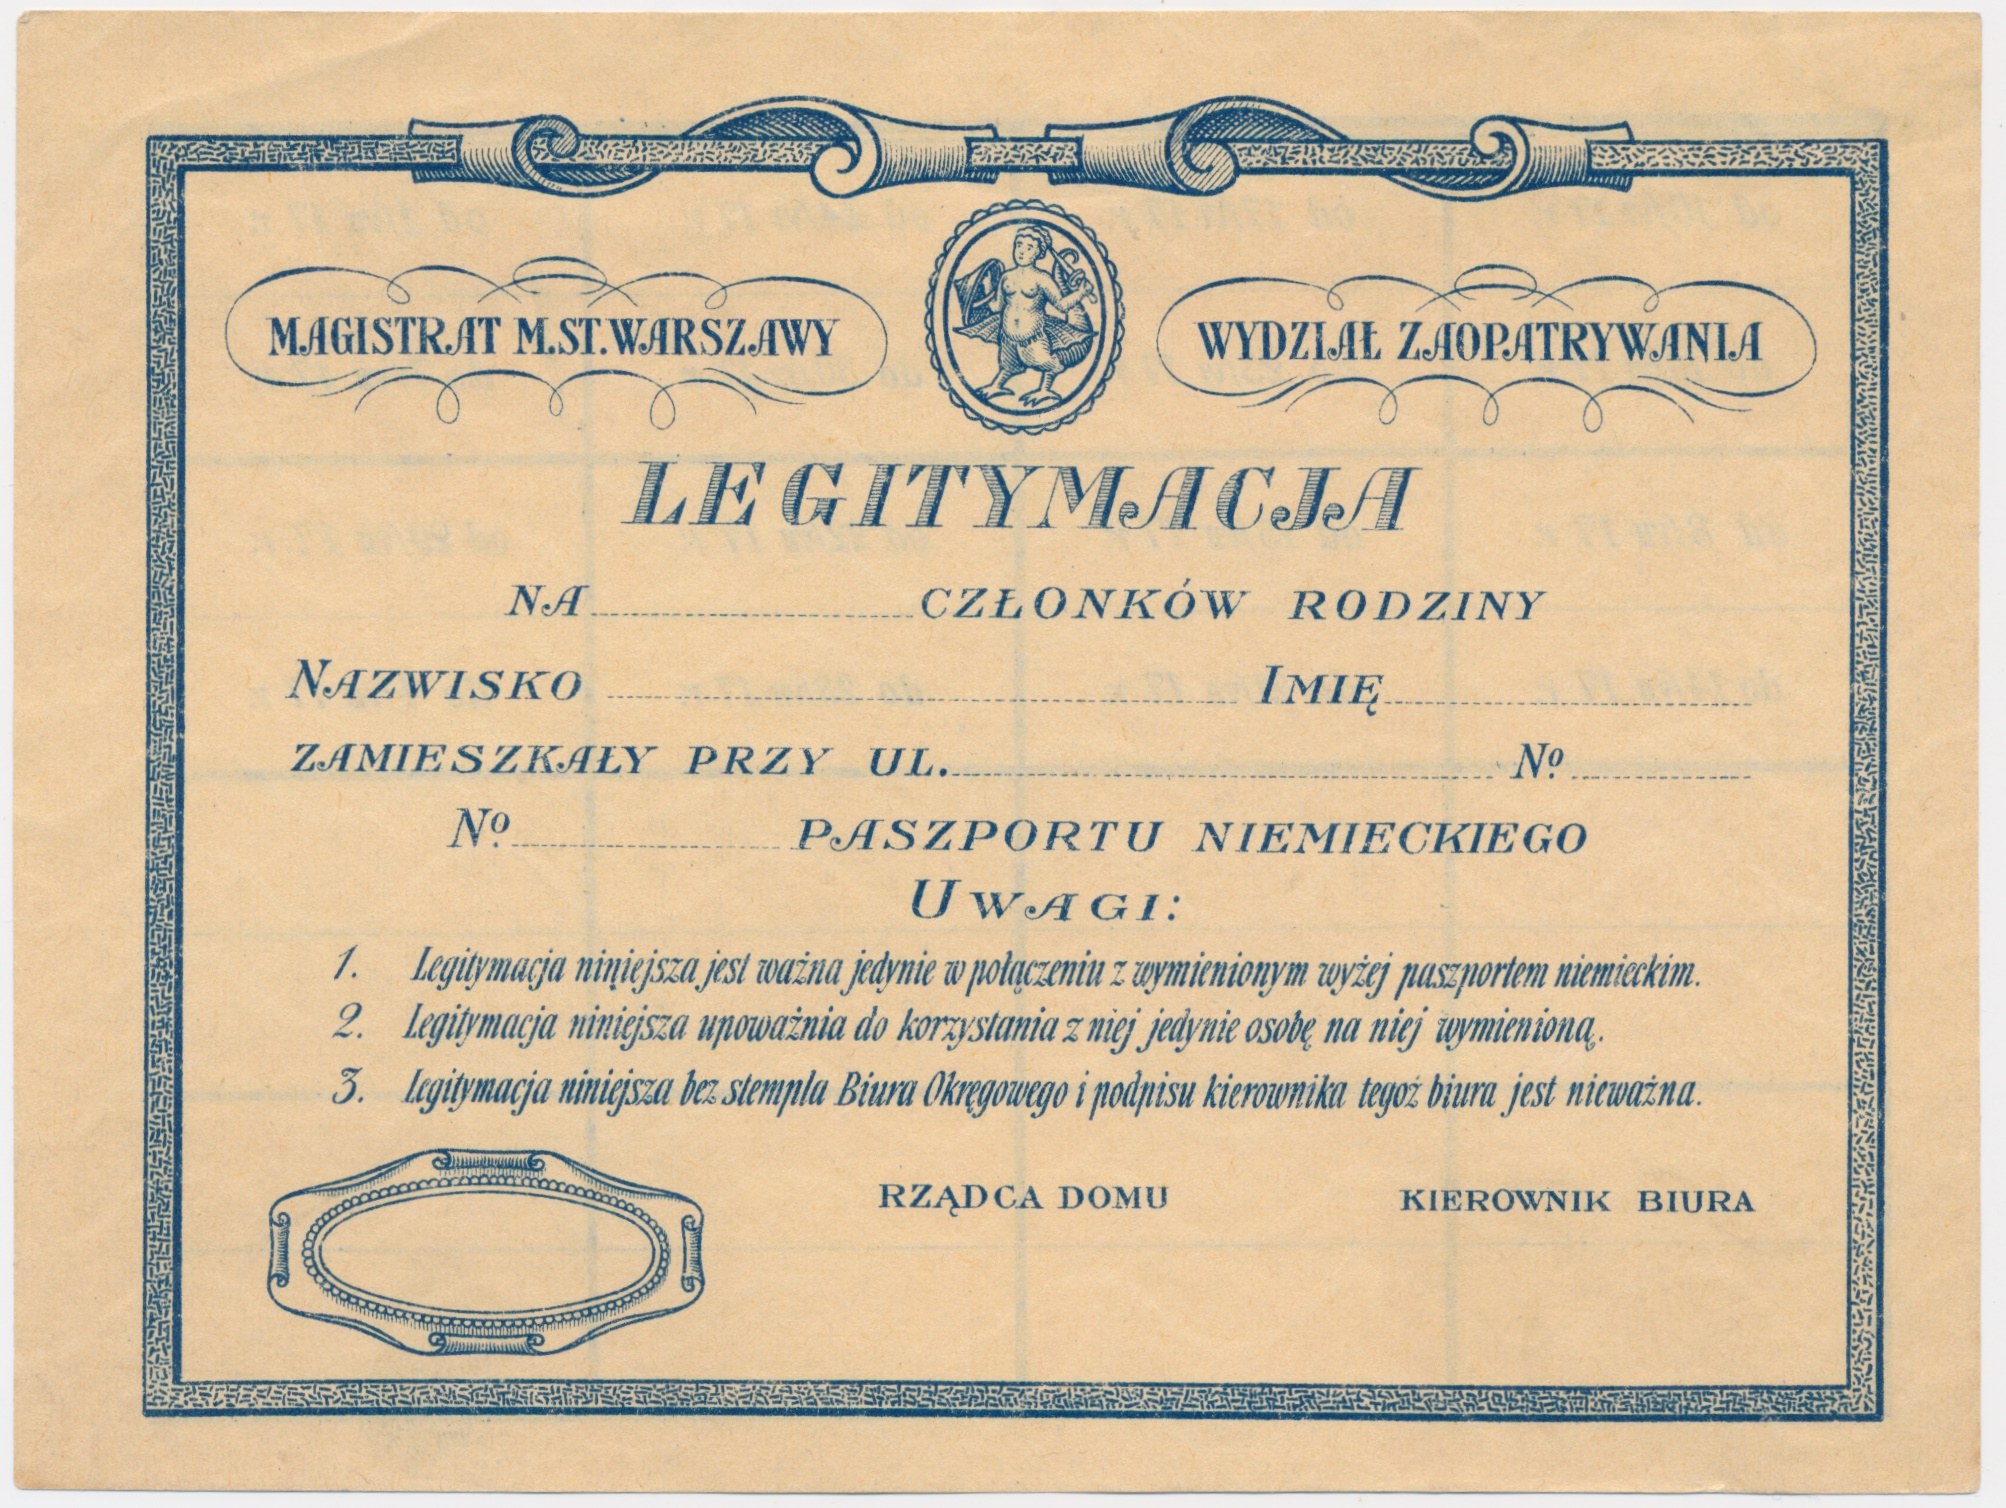 MAGISTRAT M.ST.WARSZAWY
WYDZIAŁ ZAOPATRYWANIA
LEGITYMACJA
NA CZŁONKÓW RODZINY
NAZWISKO IMIĘ
ZAMIESZKAŁY PRZY UL. No.
No. PASZPORTU NIEMIECKIEGO
UWAGI:
1. Legitymacja niniejsza jest ważna jedynie w połączeniu z wymienionym wyżej paszportem niemieckim.
2. Legitymacja niniejsza upoważnia do korzystania z niej jedynie osobę na niej wymienioną.
3. Legitymacja niniejsza bez stempla Biura Okręgowego i podpisu kierownika tegoż biura jest nieważna.
RZĄDCA DOMU KIEROWNIK BIURA